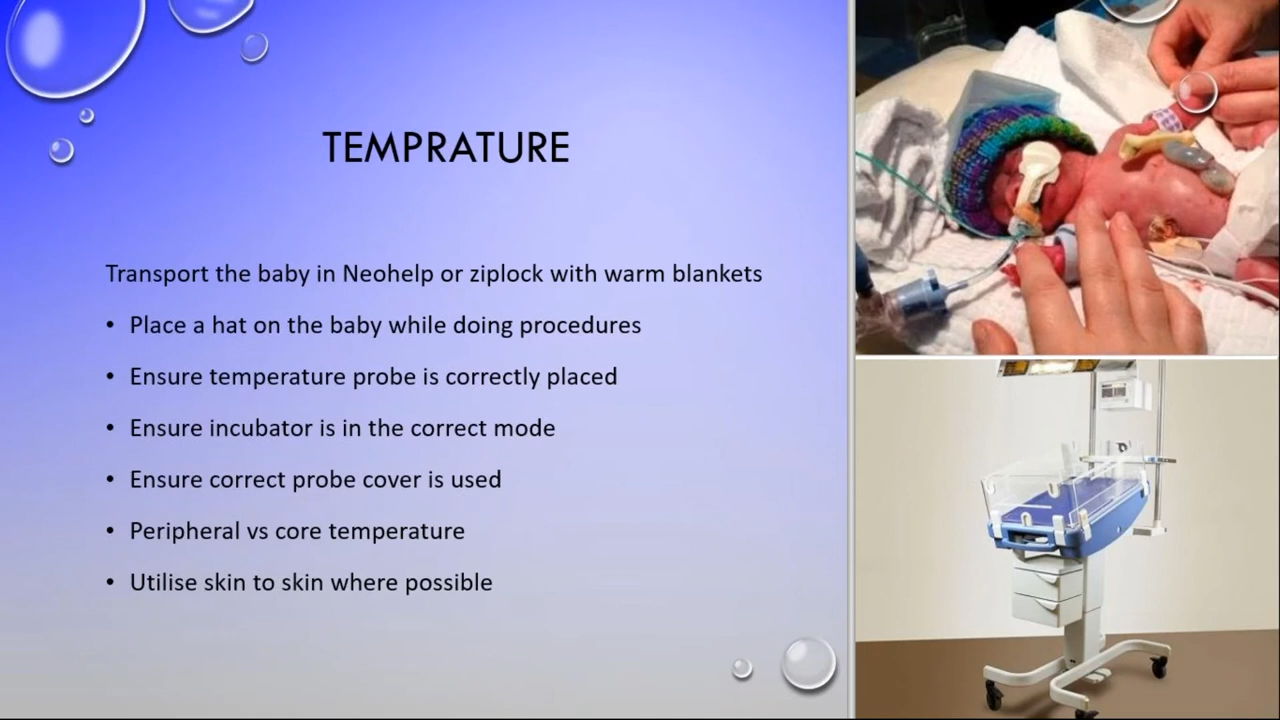 TEMPRATURE
Transport the baby in Neohelp or ziplock with warm blankets
• Place a hat on the baby while doing procedures
• Ensure temperature probe is correctly placed
• Ensure incubator is in the correct mode
• Ensure correct probe cover is used
• Peripheral vs core temperature
• Utilise skin to skin where possible